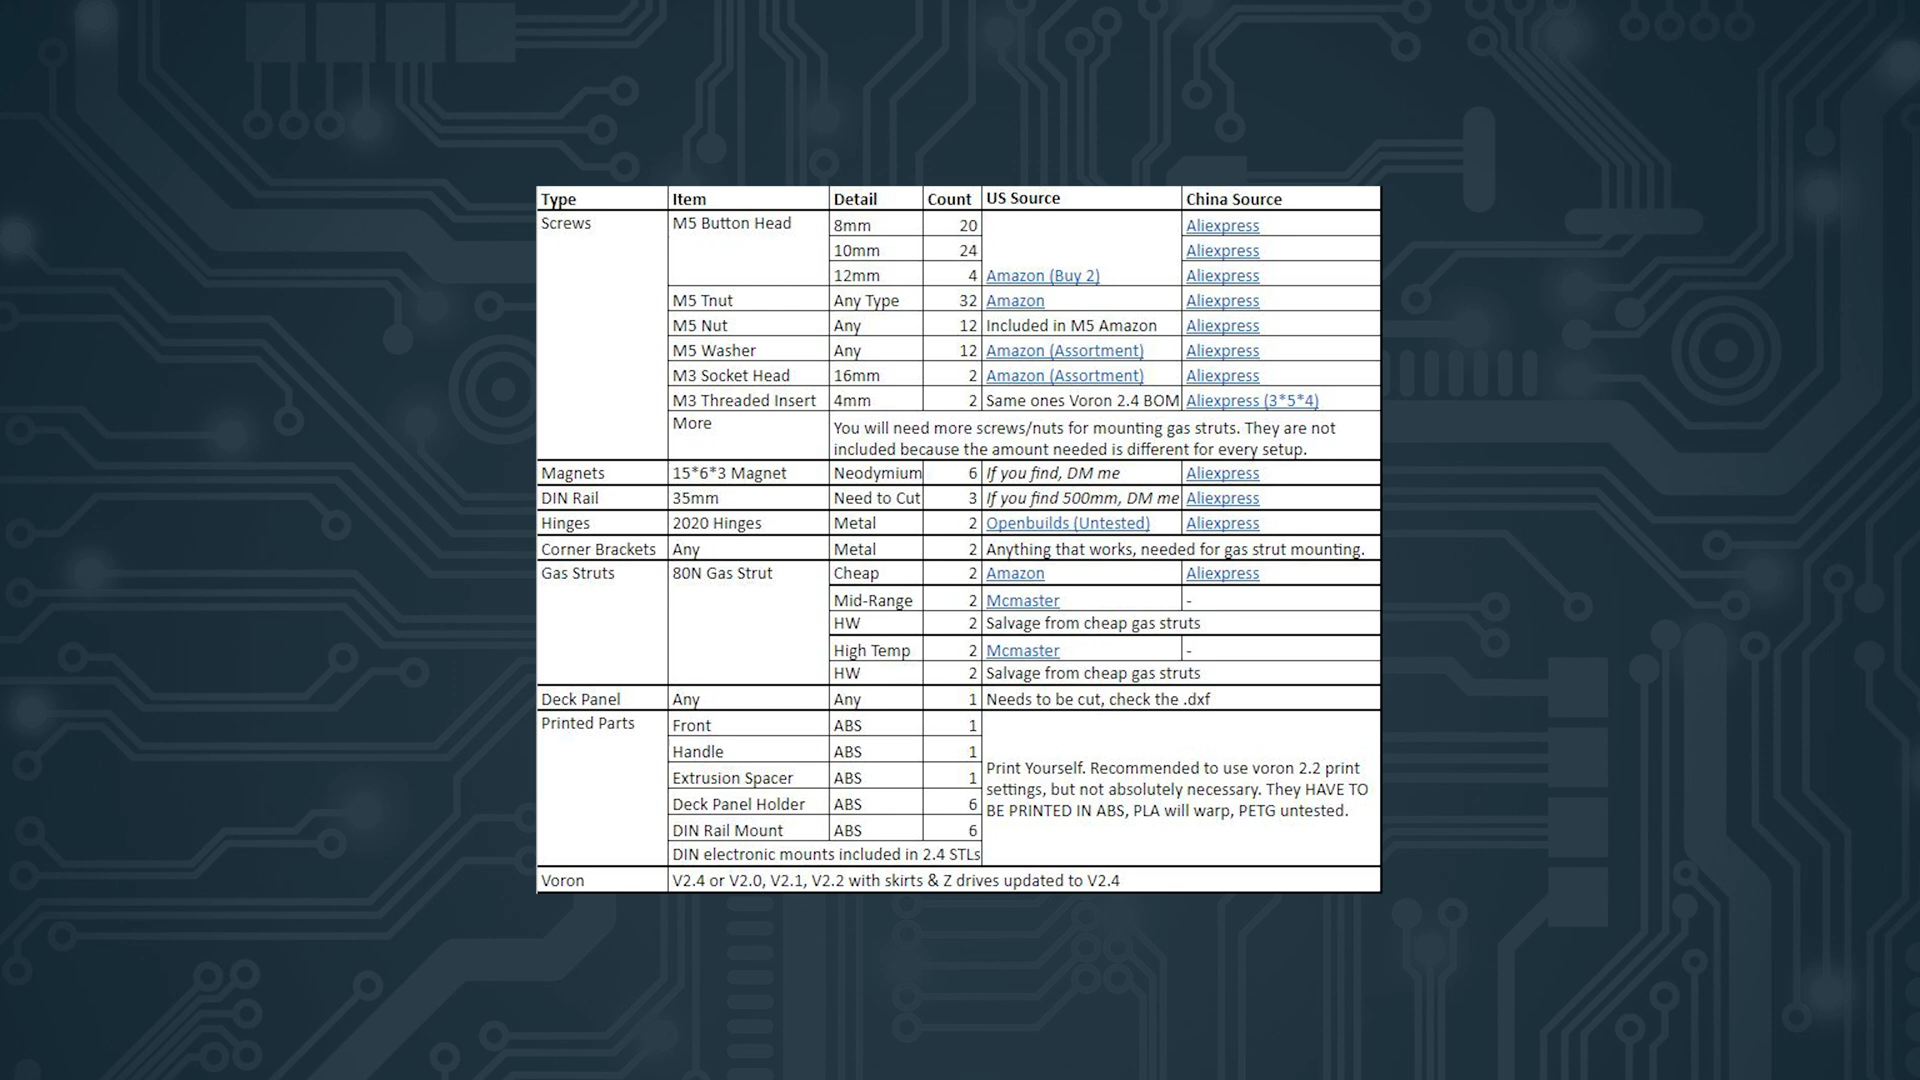 Type Item Detail Count US Source China Source
Screws M5 Button Head 8mm 20 Aliexpress
10mm 24 Aliexpress
12mm 4 Amazon (Buy 2) Aliexpress
M5 Tnut Any Type 32 Amazon Aliexpress
M5 Nut Any 12 Included in M5 Amazon Aliexpress
M5 Washer Any 12 Amazon (Assortment) Aliexpress
M3 Socket Head 16mm 2 Amazon (Assortment) Aliexpress
M3 Threaded Insert 4mm 2 Same ones Voron 2.4 BOM Aliexpress (3*5*4)
More You will need more screws/nuts for mounting gas struts. They are not
included because the amount needed is different for every setup.
Magnets 15*6*3 Magnet Neodymium 6 If you find, DM me Aliexpress
DIN Rail 35mm Need to Cut 3 If you find 500mm, DM me Aliexpress
Hinges 2020 Hinges Metal 2 Openbuilds (Untested) Aliexpress
Corner Brackets Any Metal 2 Anything that works, needed for gas strut mounting.
Gas Struts 80N Gas Strut Cheap 2 Amazon Aliexpress
Mid-Range 2 Mcmaster -
HW 2 Salvage from cheap gas struts
High Temp 2 Mcmaster -
HW 2 Salvage from cheap gas struts
Deck Panel Any Any 1 Needs to be cut, check the .dxf
Printed Parts Front ABS 1
Handle ABS 1
Extrusion Spacer ABS 1
Deck Panel Holder ABS 6
DIN Rail Mount ABS 6
DIN electronic mounts included in 2.4 STLs
Print Yourself. Recommended to use voron 2.2 print
settings, but not absolutely necessary. They HAVE TO
BE PRINTED IN ABS, PLA will warp, PETG untested.
Voron V2.4 or V2.0, V2.1, V2.2 with skirts & Z drives updated to V2.4